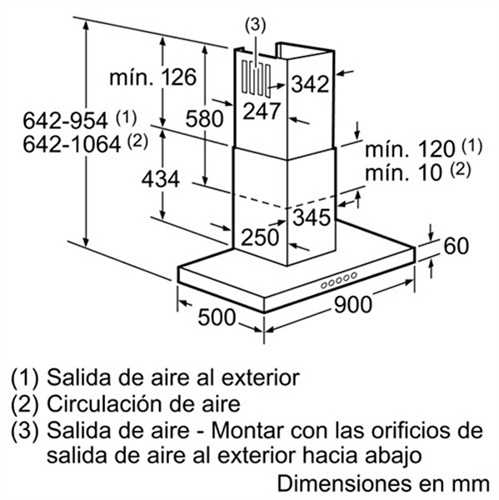 (3)
mín. 126
342
580
247
642-954 (1)
642-1064 (2)
mín. 120 (1)
mín. 10 (2)
434
345
250
60
500
900
(1) Salida de aire al exterior
(2) Circulación de aire
(3) Salida de aire - Montar con las orificios de
salida de aire al exterior hacia abajo
Dimensiones en mm